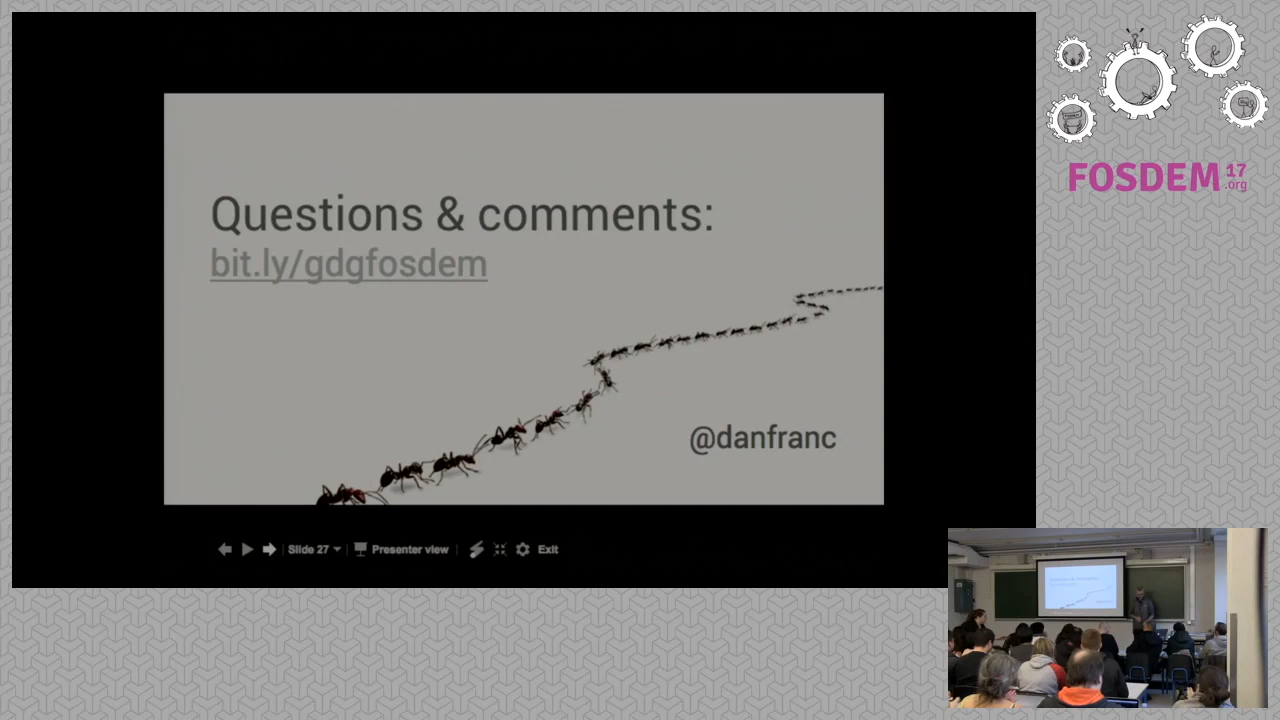 Questions & comments:
bit.ly/gdgfosdem
@danfranc
Slide 27
Presenter view
Exit
FOSDEM 17
.org